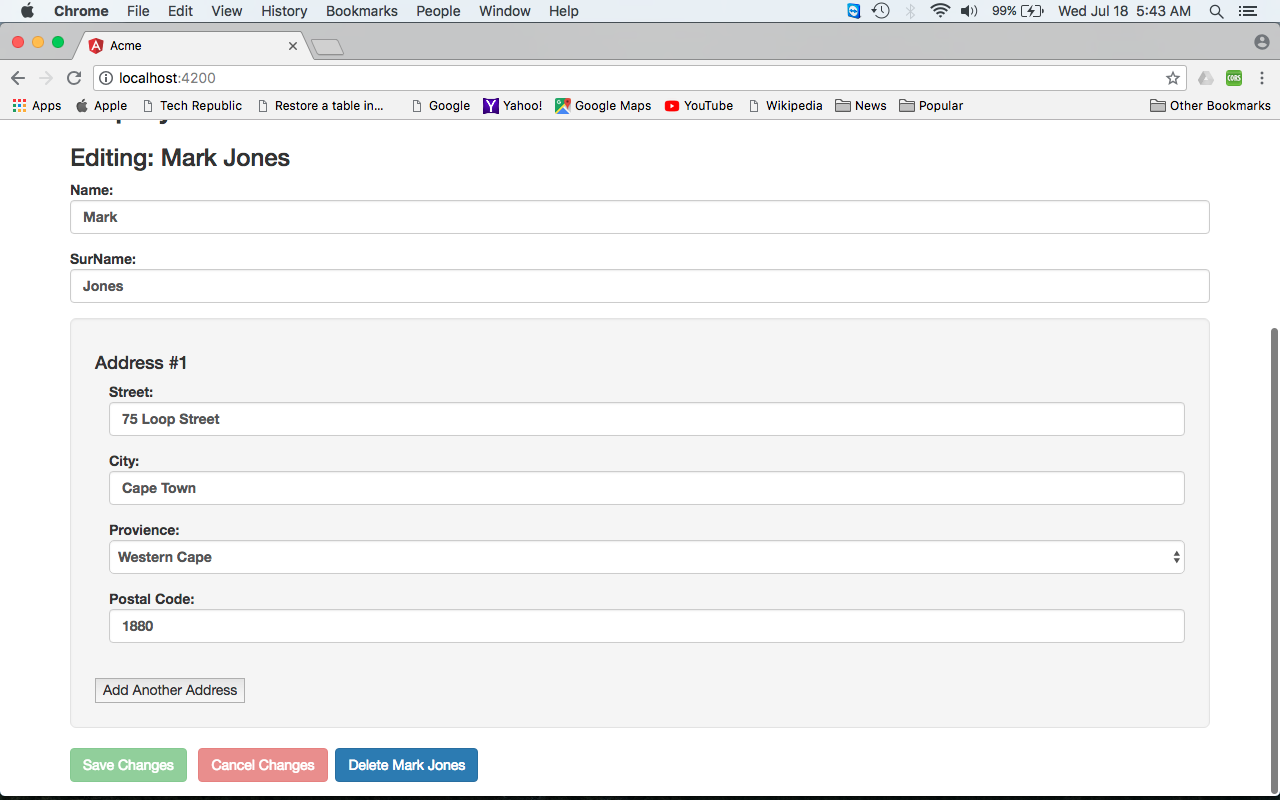 Chrome File Edit View History Bookmarks People Window Help 99% Wed Jul 18 5:43 AM
Acme
localhost:4200 CORS
Apps Apple Tech Republic Restore a table in... Google Yahoo! Google Maps YouTube Wikipedia News Popular Other Bookmarks
Editing: Mark Jones
Name:
Mark
SurName:
Jones
Address #1
Street:
75 Loop Street
City:
Cape Town
Provience:
Western Cape
Postal Code:
1880
Add Another Address
Save Changes Cancel Changes Delete Mark Jones